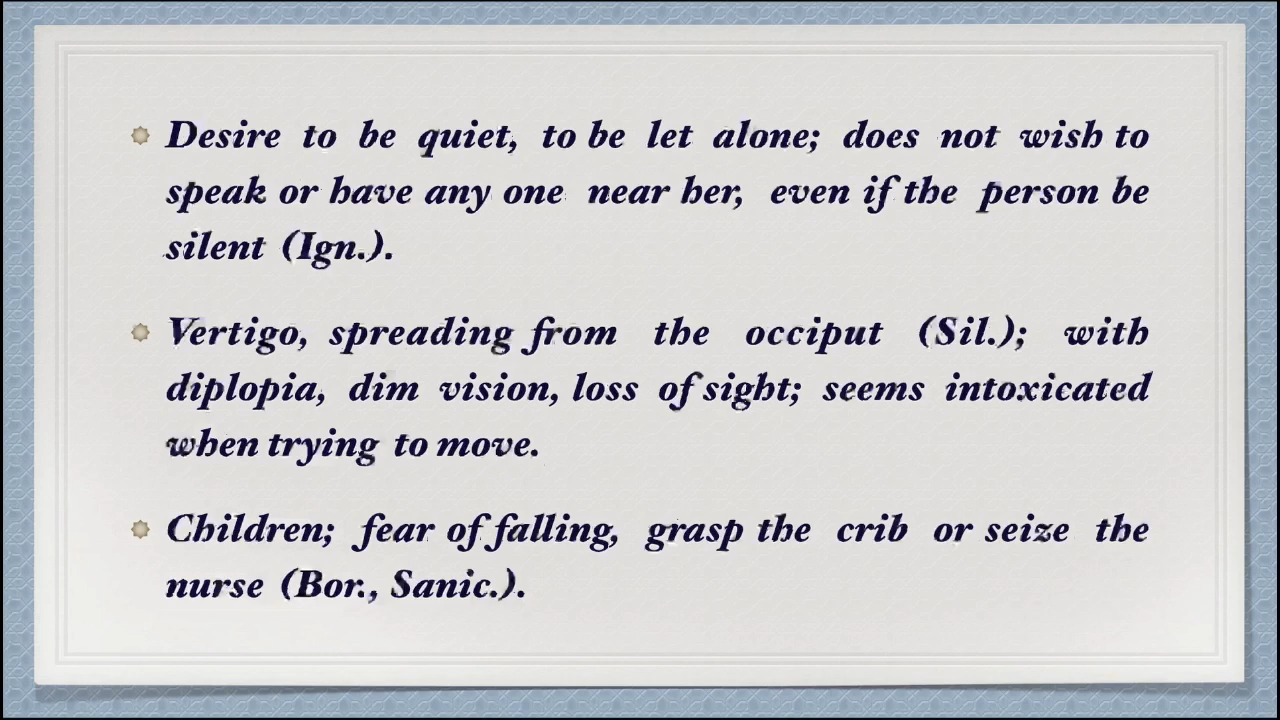 Desire to be quiet, to be let alone; does not wish to
speak or have any one near her, even if the person be
silent (Ign.).
Vertigo, spreading from the occiput (Sil.); with
diplopia, dim vision, loss of sight; seems intoxicated
when trying to move.
Children; fear of falling, grasp the crib or seize the
nurse (Bor., Sanic.).